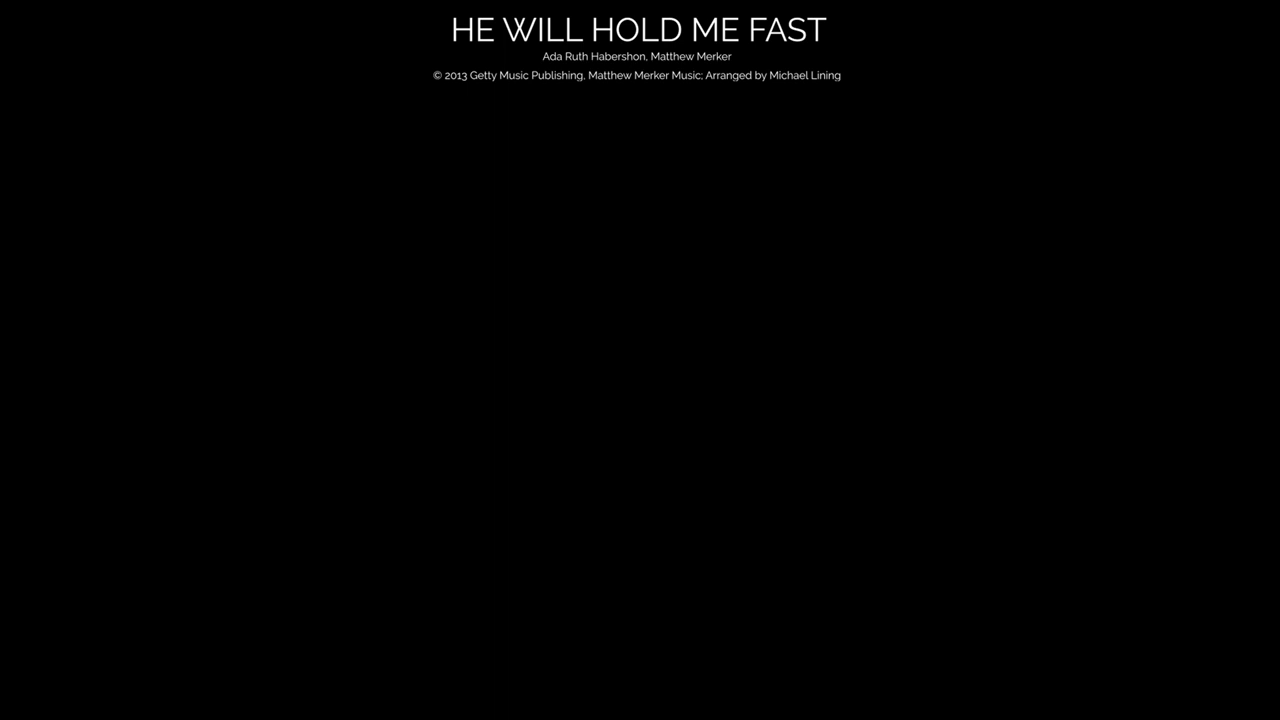 HE WILL HOLD ME FAST
Ada Ruth Habershon, Matthew Merker
© 2013 Getty Music Publishing, Matthew Merker Music; Arranged by Michael Lining